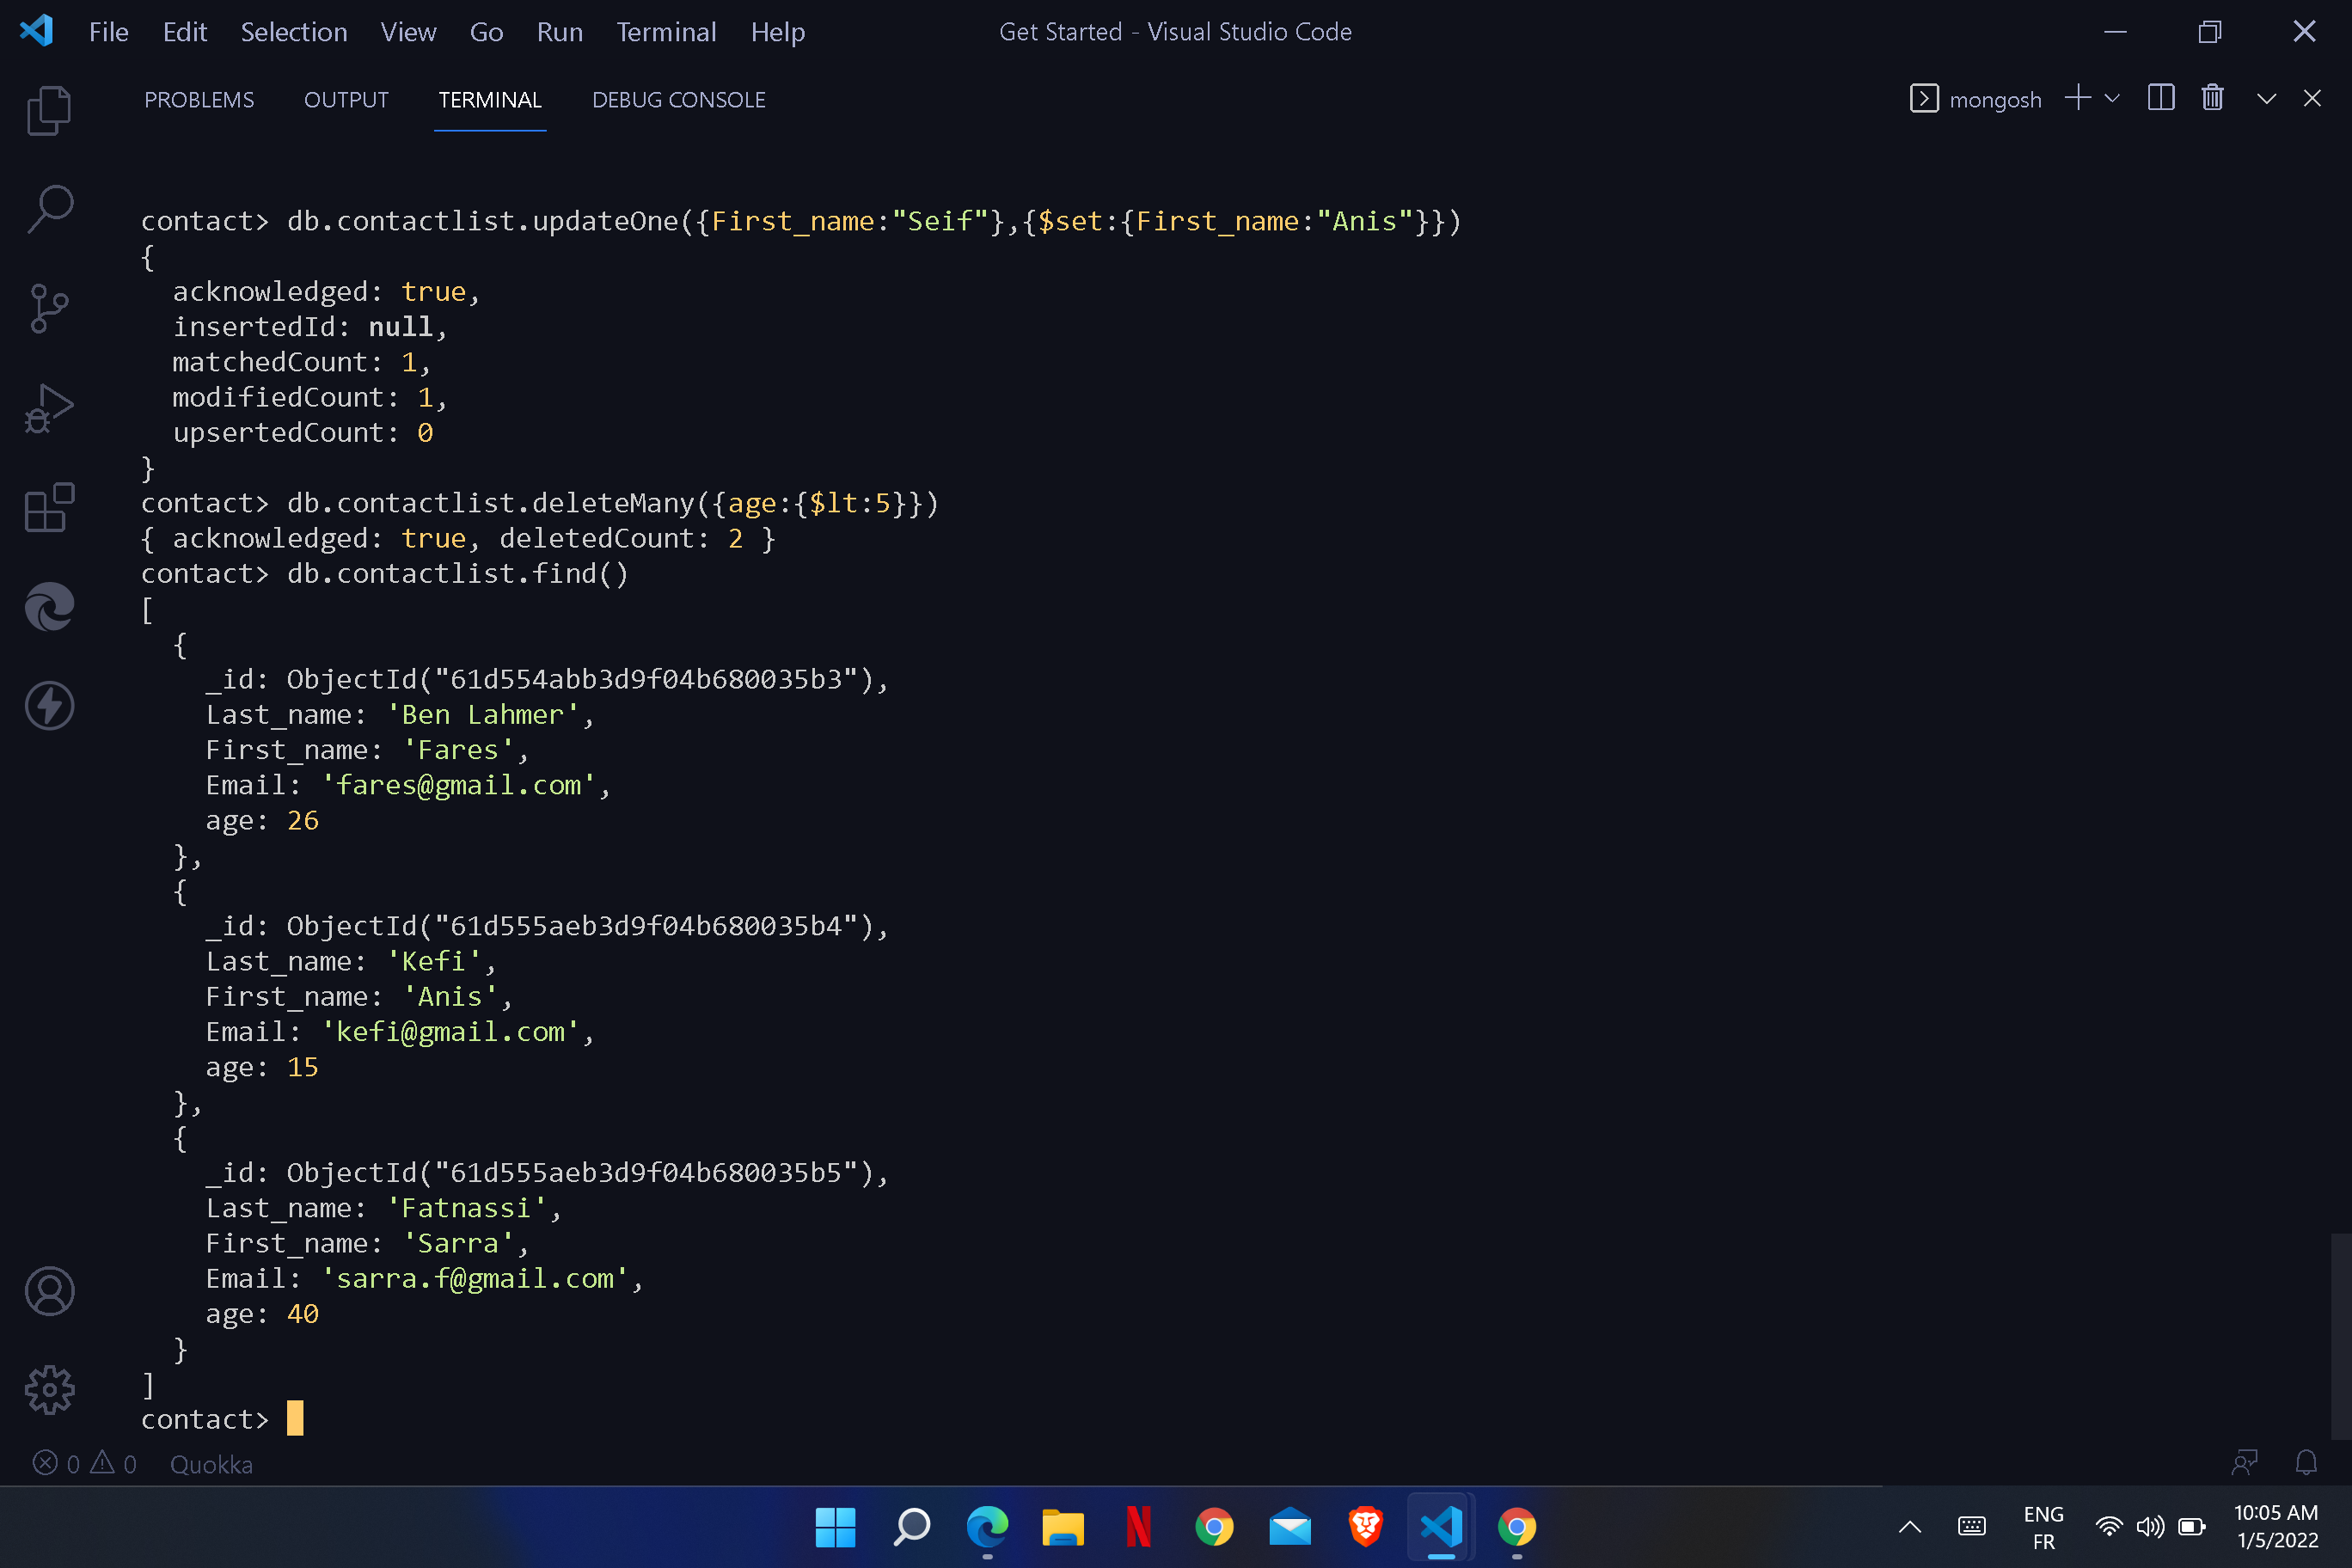 File Edit Selection View Go Run Terminal Help Get Started - Visual Studio Code
PROBLEMS OUTPUT TERMINAL DEBUG CONSOLE mongosh
contact> db.contactlist.updateOne({First_name:"Seif"},{$set:{First_name:"Anis"}})
{
  acknowledged: true,
  insertedId: null,
  matchedCount: 1,
  modifiedCount: 1,
  upsertedCount: 0
}
contact> db.contactlist.deleteMany({age:{$lt:5}})
{ acknowledged: true, deletedCount: 2 }
contact> db.contactlist.find()
[
  {
    _id: ObjectId("61d554abb3d9f04b680035b3"),
    Last_name: 'Ben Lahmer',
    First_name: 'Fares',
    Email: 'fares@gmail.com',
    age: 26
  },
  {
    _id: ObjectId("61d555aeb3d9f04b680035b4"),
    Last_name: 'Kefi',
    First_name: 'Anis',
    Email: 'kefi@gmail.com',
    age: 15
  },
  {
    _id: ObjectId("61d555aeb3d9f04b680035b5"),
    Last_name: 'Fatnassi',
    First_name: 'Sarra',
    Email: 'sarra.f@gmail.com',
    age: 40
  }
]
contact>
0 0 Quokka
ENG 10:05 AM
FR 1/5/2022